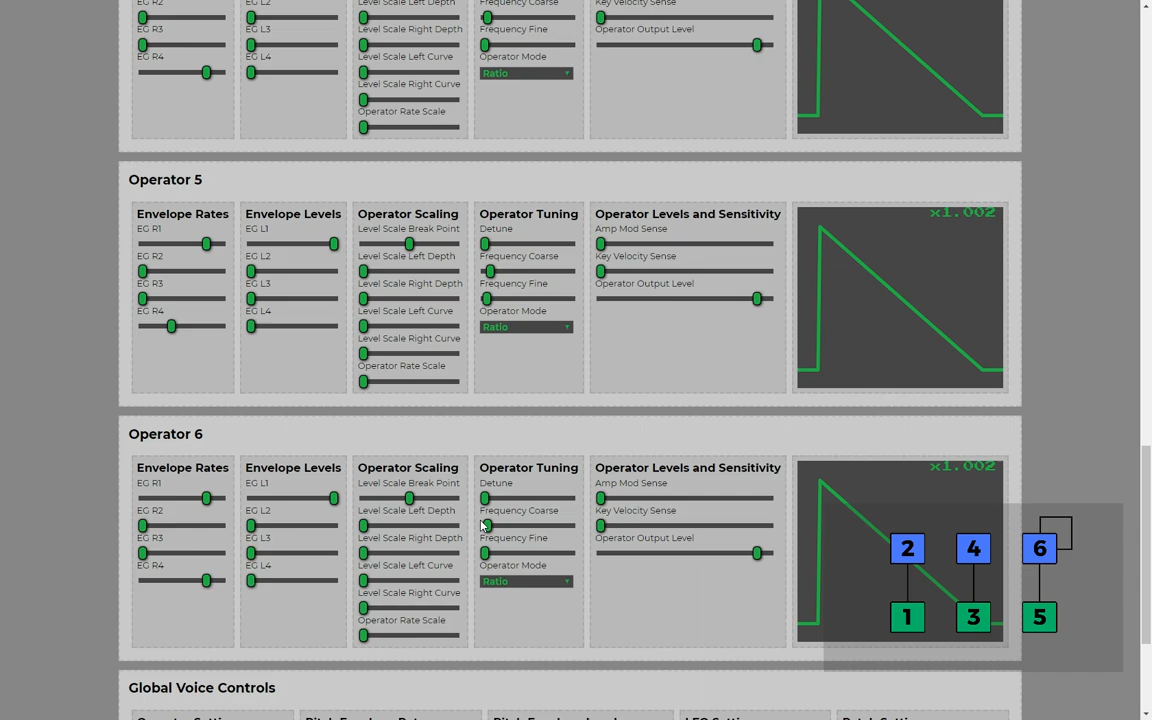 EG R2
EG L2
Level Scale Left Depth
Frequency Coarse
Key Velocity Sense
EG R3
EG L3
Level Scale Right Depth
Frequency Fine
Operator Output Level
EG R4
EG L4
Level Scale Left Curve
Operator Mode
Ratio
Level Scale Right Curve
Operator Rate Scale
Operator 5
Envelope Rates
Envelope Levels
Operator Scaling
Operator Tuning
Operator Levels and Sensitivity
x1.002
EG R1
EG L1
Level Scale Break Point
Detune
Amp Mod Sense
EG R2
EG L2
Level Scale Left Depth
Frequency Coarse
Key Velocity Sense
EG R3
EG L3
Level Scale Right Depth
Frequency Fine
Operator Output Level
EG R4
EG L4
Level Scale Left Curve
Operator Mode
Ratio
Level Scale Right Curve
Operator Rate Scale
Operator 6
Envelope Rates
Envelope Levels
Operator Scaling
Operator Tuning
Operator Levels and Sensitivity
x1.002
EG R1
EG L1
Level Scale Break Point
Detune
Amp Mod Sense
EG R2
EG L2
Level Scale Left Depth
Frequency Coarse
Key Velocity Sense
EG R3
EG L3
Level Scale Right Depth
Frequency Fine
Operator Output Level
EG R4
EG L4
Level Scale Left Curve
Operator Mode
Ratio
Level Scale Right Curve
Operator Rate Scale
2 4 6
1 3 5
Global Voice Controls